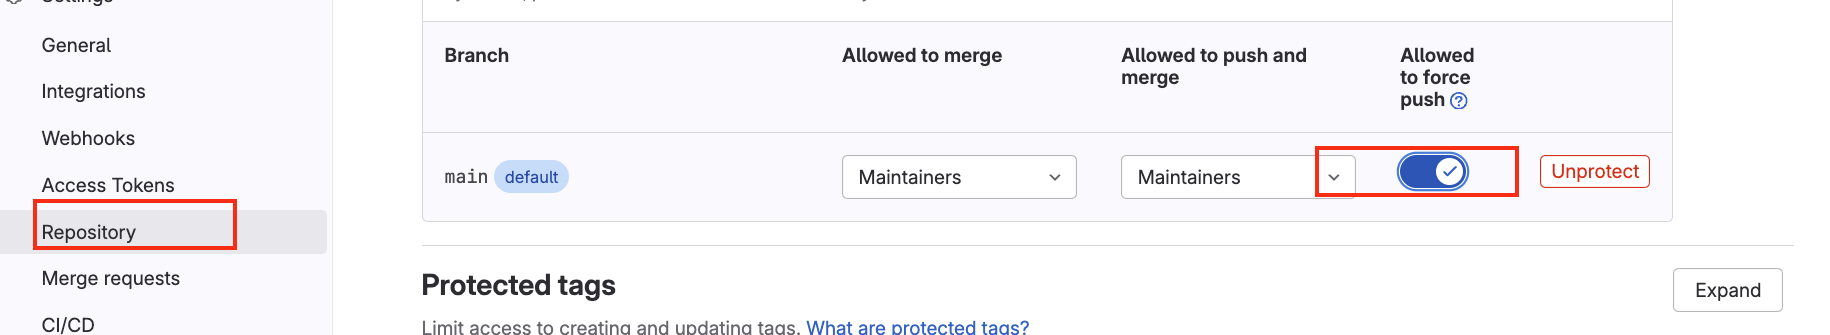 Settings
General
Integrations
Webhooks
Access Tokens
Repository
Merge requests
CI/CD
Branch
Allowed to merge
Allowed to push and
merge
Allowed
to force
push
main default
Maintainers
Maintainers
Unprotect
Protected tags
Expand
Limit access to creating and updating tags. What are protected tags?